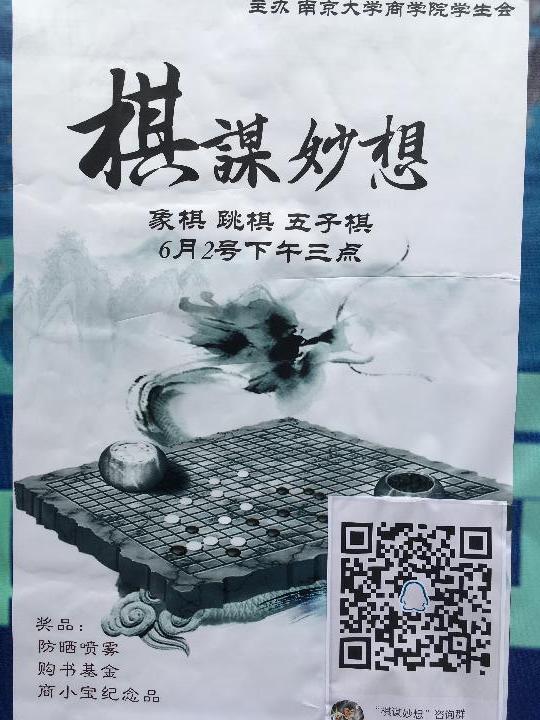 主办 南京大学商学院学生会
棋謀妙想
象棋 跳棋 五子棋
6月2号下午三点
奖品：
防晒喷雾
购书基金
商小宝纪念品
“棋謀妙想”咨询群